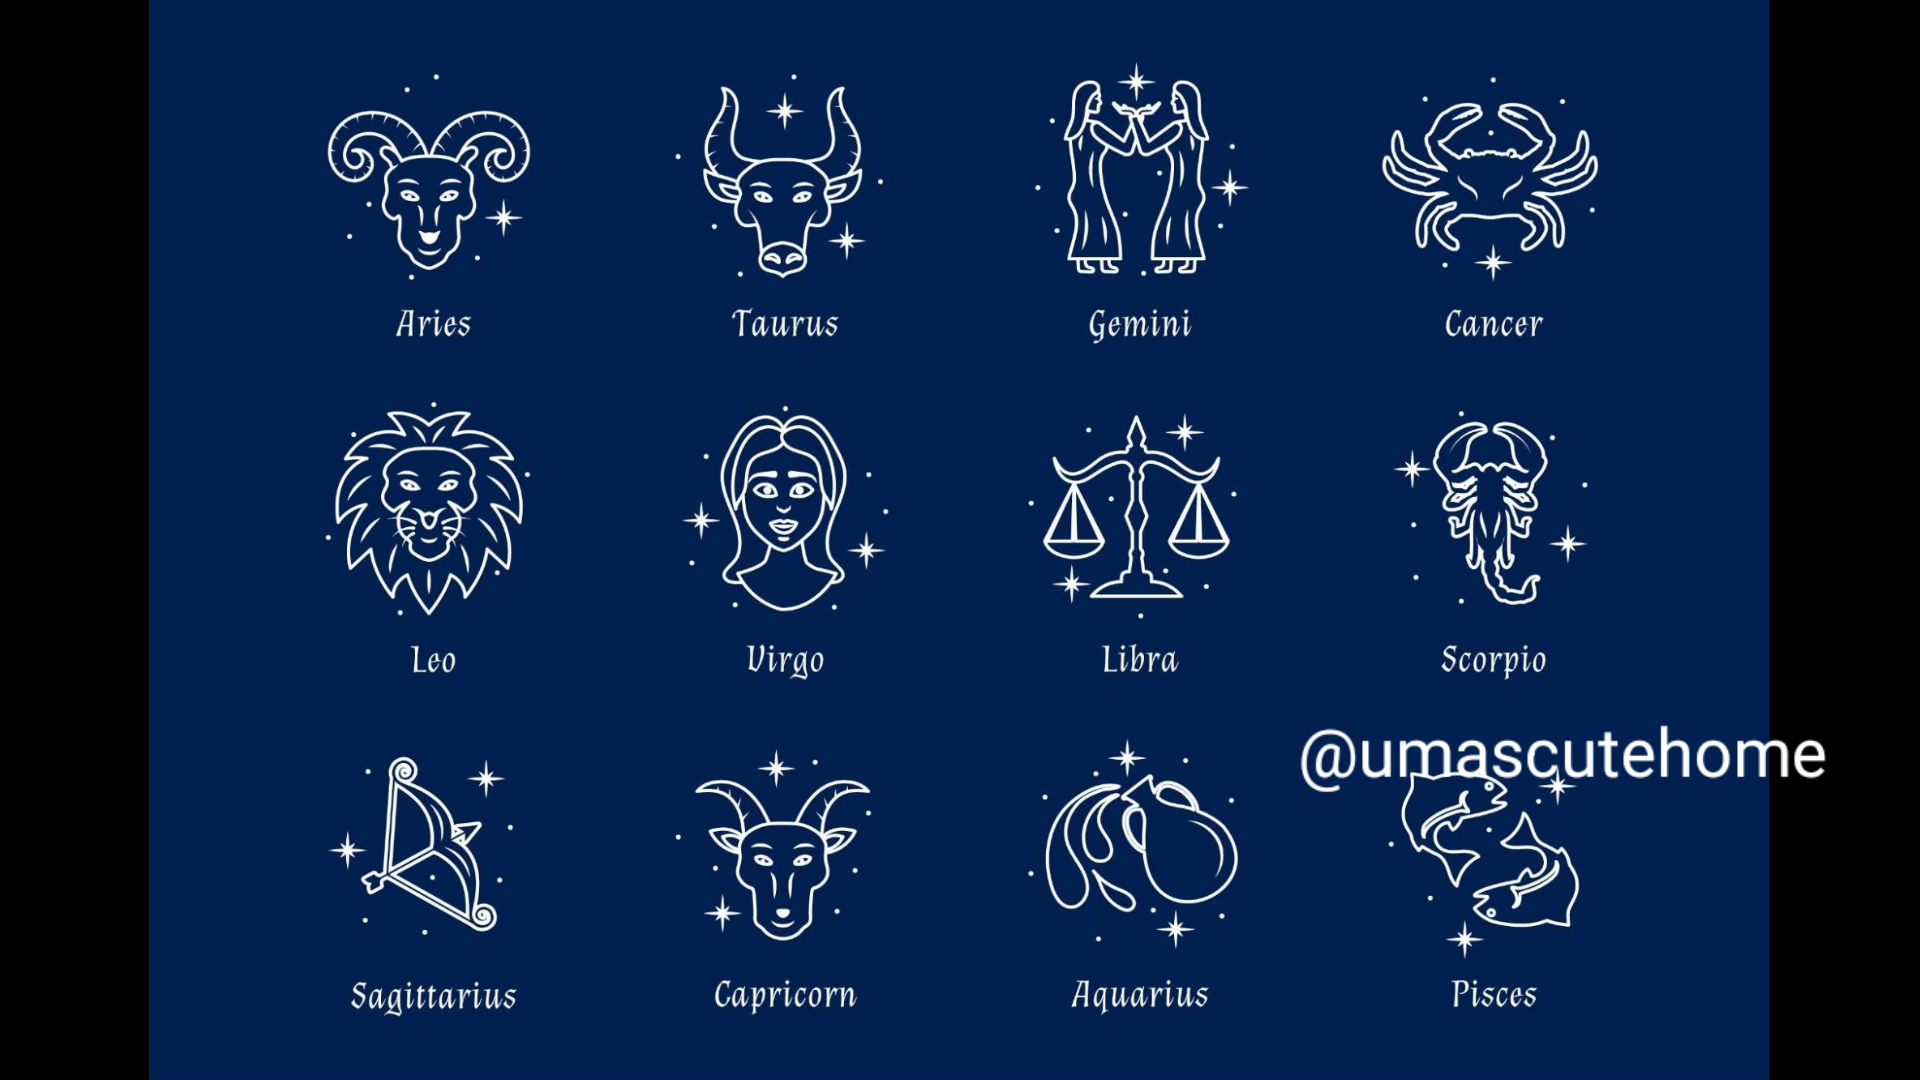 Aries
Taurus
Gemini
Cancer
Leo
Virgo
Libra
Scorpio
@umascutehome
Sagittarius
Capricorn
Aquarius
Pisces